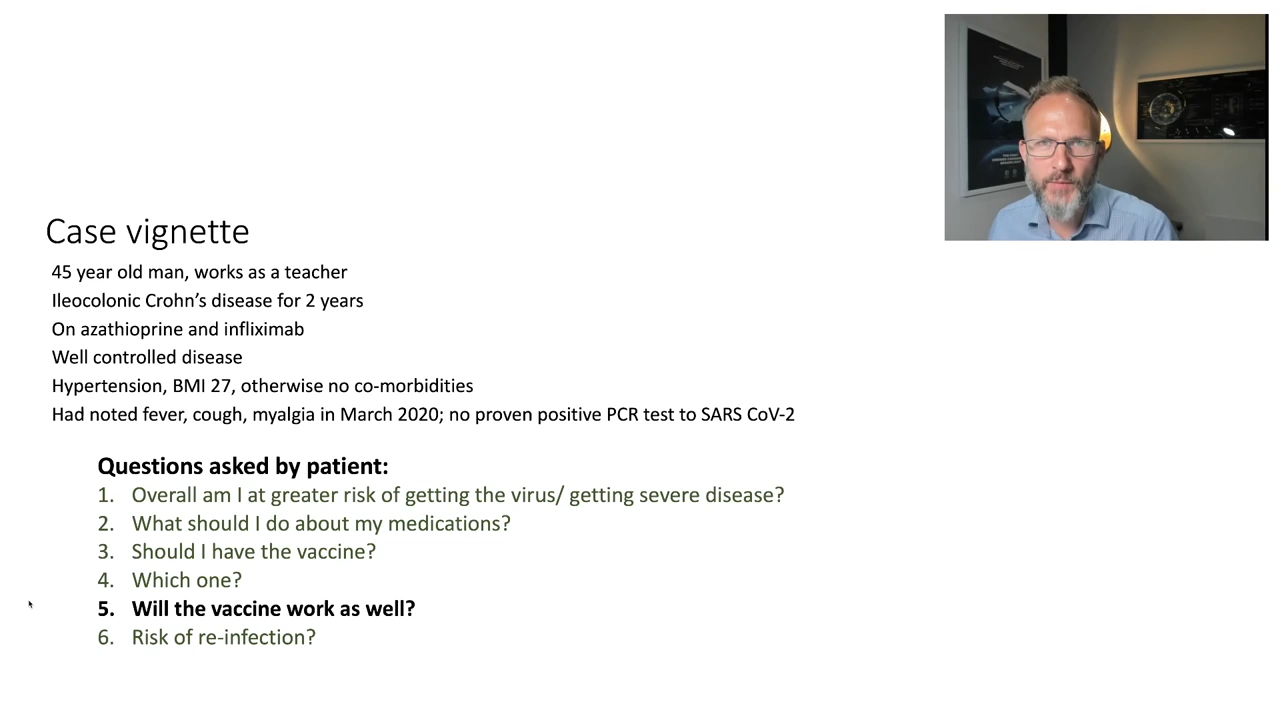 Case vignette
45 year old man, works as a teacher
Ileocolonic Crohn's disease for 2 years
On azathioprine and infliximab
Well controlled disease
Hypertension, BMI 27, otherwise no co-morbidities
Had noted fever, cough, myalgia in March 2020; no proven positive PCR test to SARS CoV-2
Questions asked by patient:
1. Overall am I at greater risk of getting the virus/ getting severe disease?
2. What should I do about my medications?
3. Should I have the vaccine?
4. Which one?
5. Will the vaccine work as well?
6. Risk of re-infection?